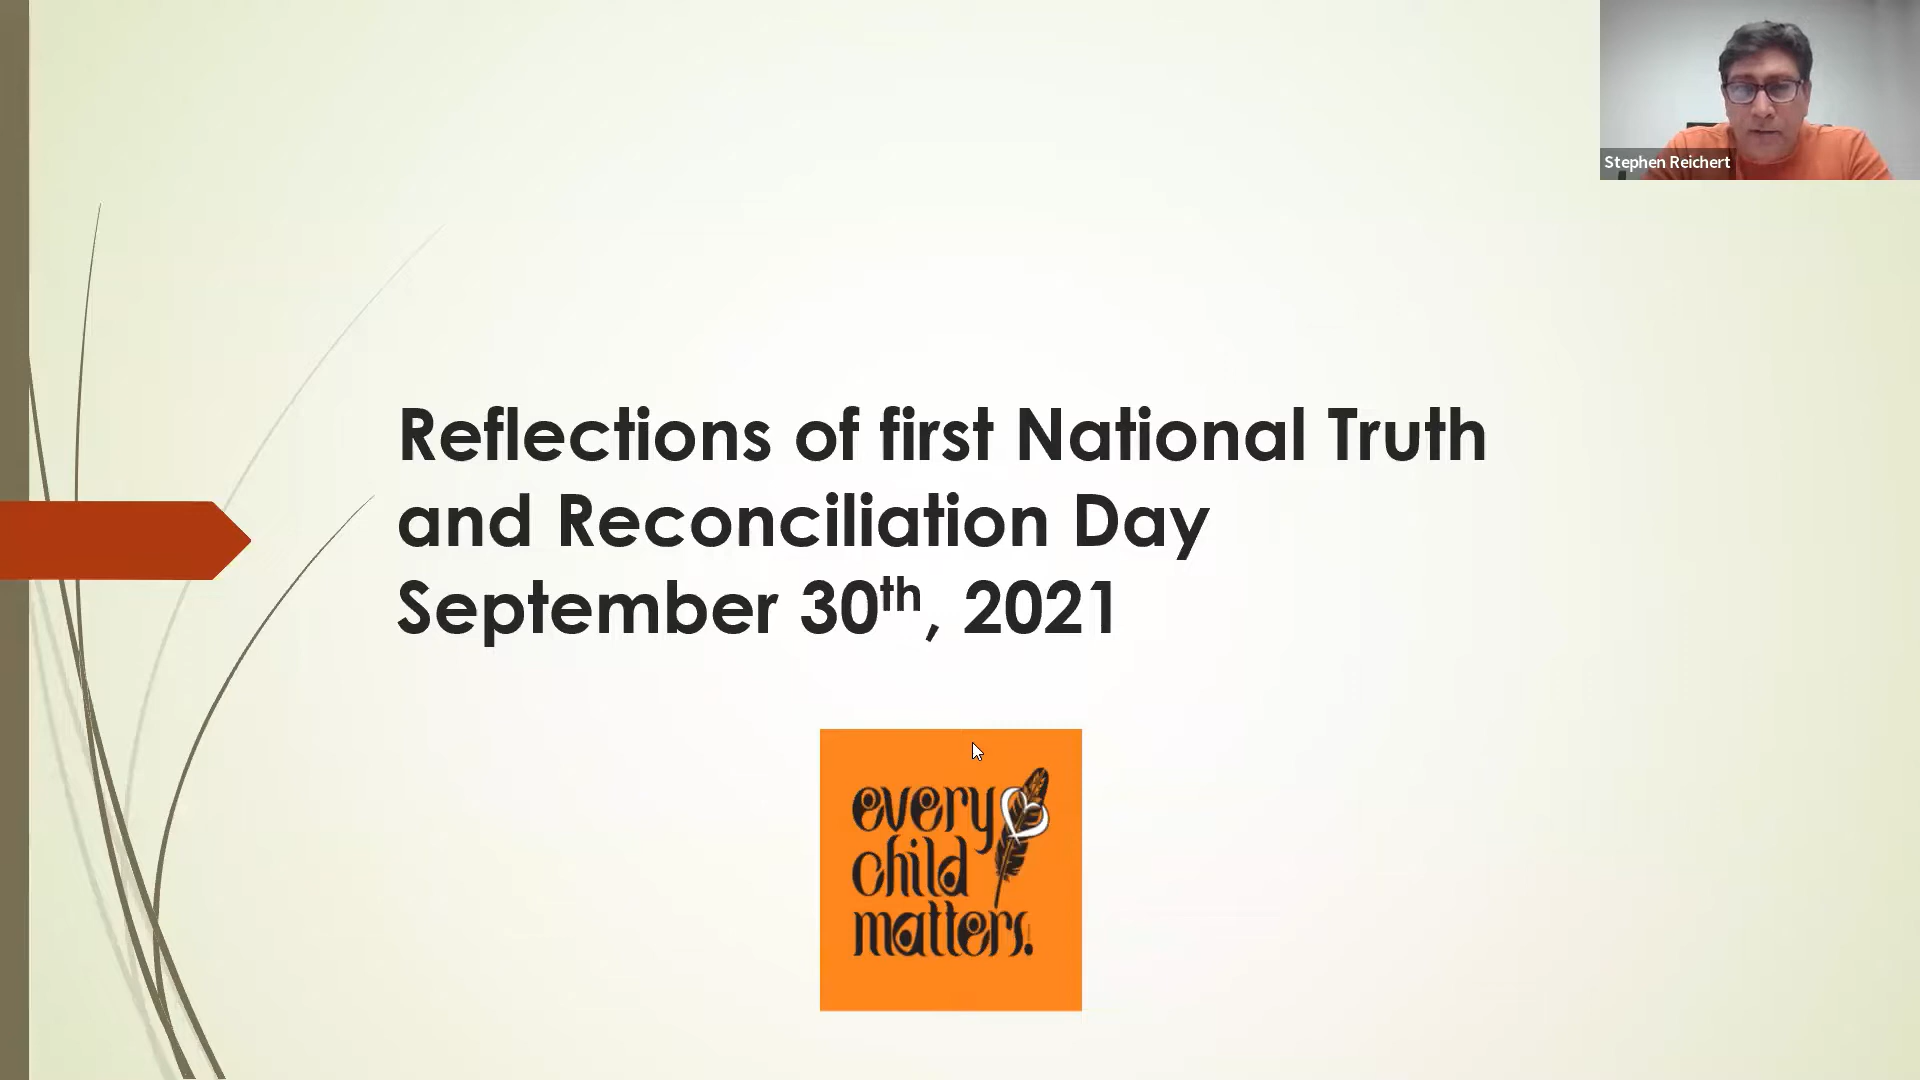 Stephen Reichert
Reflections of first National Truth
and Reconciliation Day
September 30th, 2021
every
child
matters.